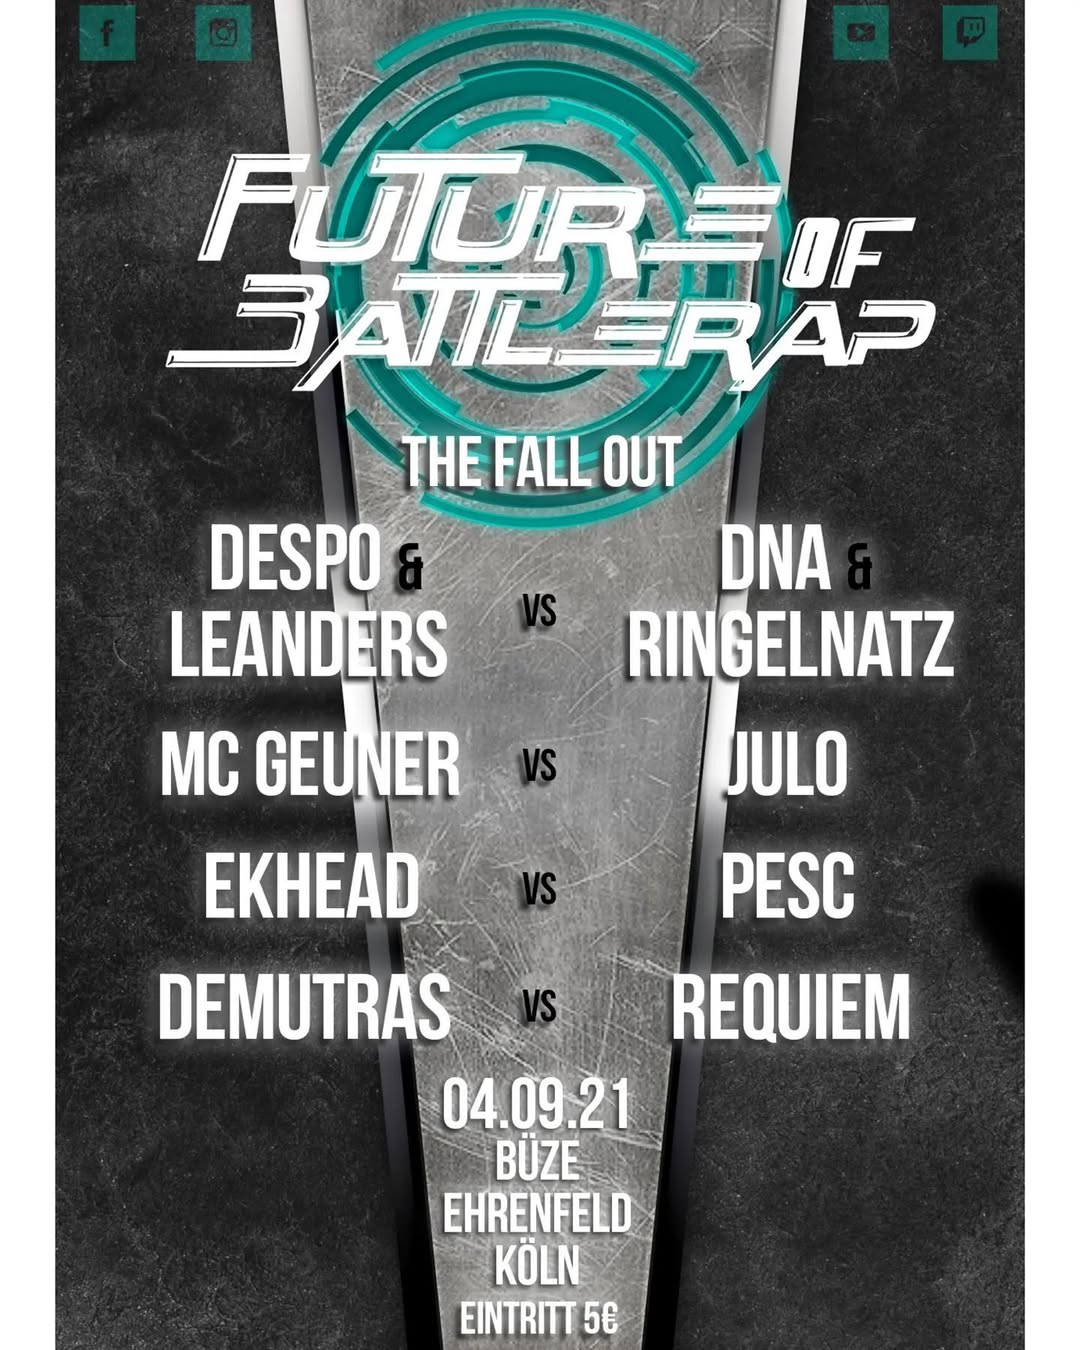 FUTURE OF
BATTLERAP
THE FALL OUT
DESPO &
LEANDERS
VS
DNA &
RINGELNATZ
MC GEUNER VS JULO
EKHEAD VS PESC
DEMUTRAS VS REQUIEM
04.09.21
BÜZE
EHRENFELD
KÖLN
EINTRITT 5€